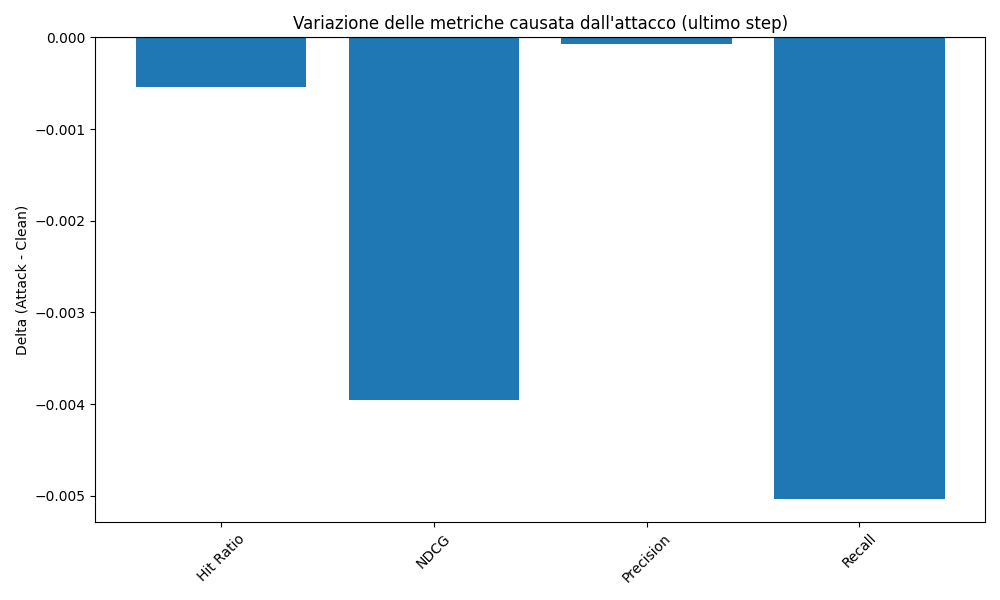 Variazione delle metriche causata dall'attacco (ultimo step)
Delta (Attack - Clean)
0.000
−0.001
−0.002
−0.003
−0.004
−0.005
Hit Ratio
NDCG
Precision
Recall